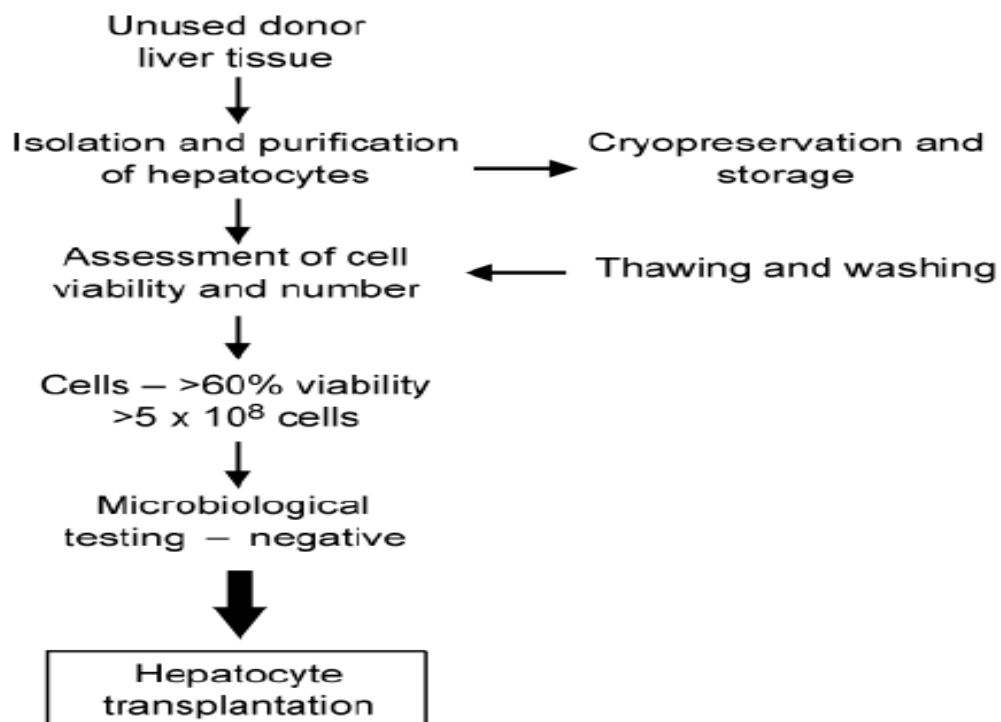 Unused donor
liver tissue
Isolation and purification
of hepatocytes
Cryopreservation and
storage
Assessment of cell
viability and number
Thawing and washing
Cells – >60% viability
>5 x 10⁸ cells
Microbiological
testing – negative
Hepatocyte
transplantation